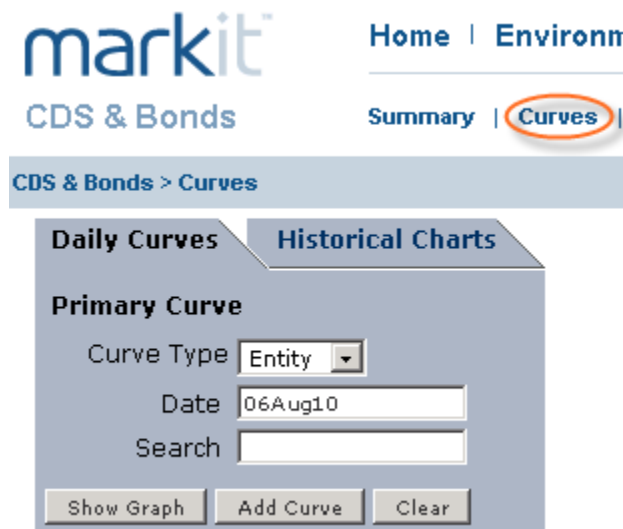 markit Home | Environm
CDS & Bonds Summary | Curves |
CDS & Bonds > Curves
Daily Curves Historical Charts
Primary Curve
Curve Type Entity
Date 06Aug10
Search
Show Graph Add Curve Clear